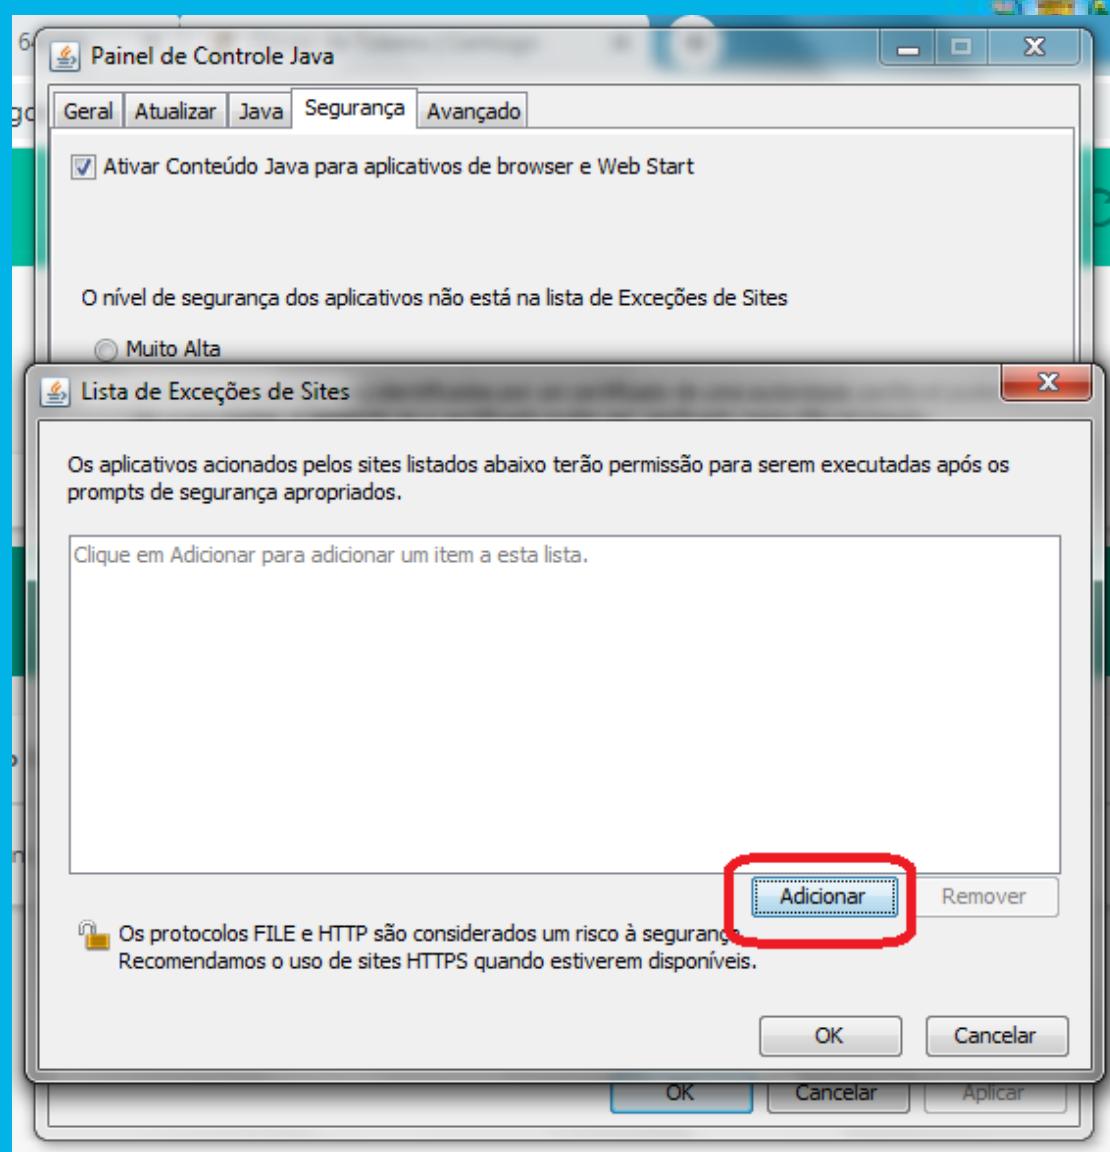 64
Painel de Controle Java
Geral Atualizar Java Segurança Avançado
Ativar Conteúdo Java para aplicativos de browser e Web Start
O nível de segurança dos aplicativos não está na lista de Exceções de Sites
Muito Alta
Lista de Exceções de Sites
Os aplicativos acionados pelos sites listados abaixo terão permissão para serem executadas após os
prompts de segurança apropriados.
Clique em Adicionar para adicionar um item a esta lista.
Adicionar Remover
Os protocolos FILE e HTTP são considerados um risco à segurança
Recomendamos o uso de sites HTTPS quando estiverem disponíveis.
OK Cancelar
OK Cancelar Aplicar